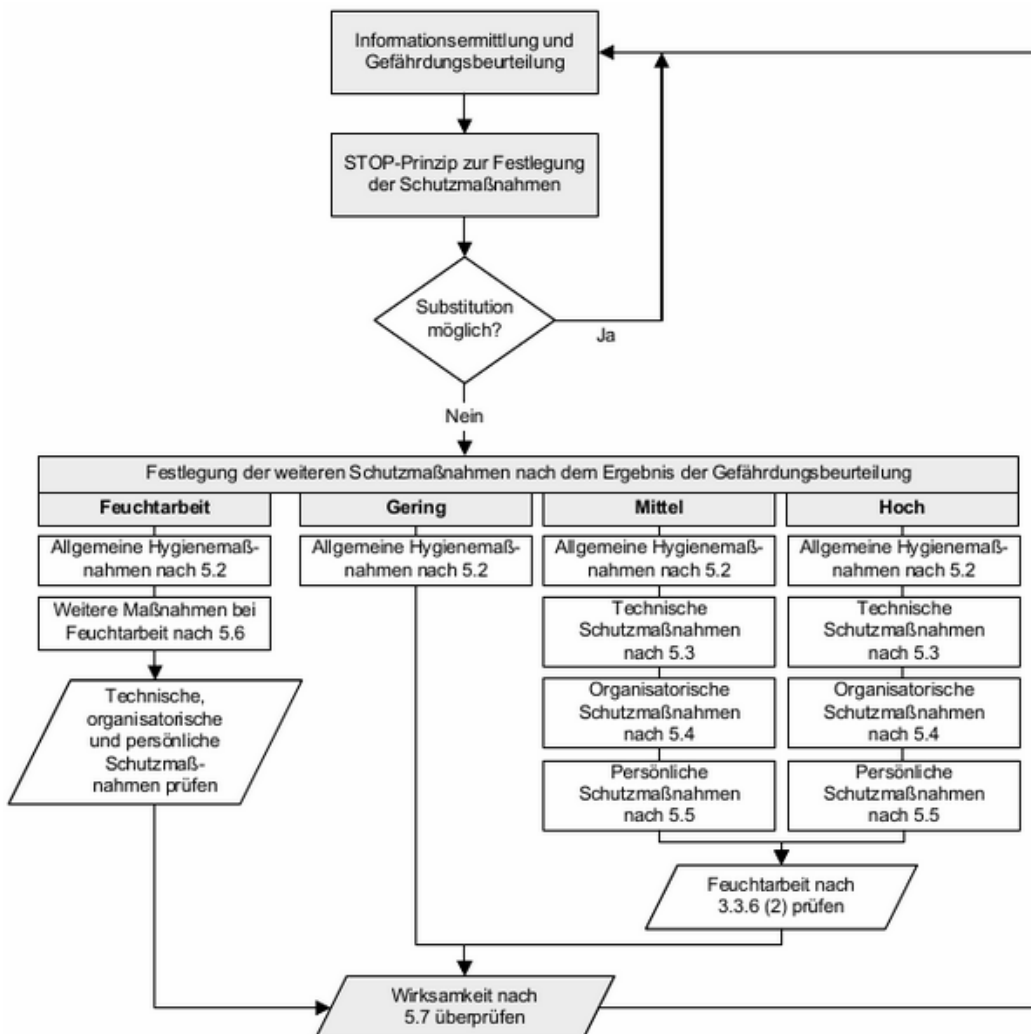 Informationsermittlung und
Gefährdungsbeurteilung
STOP-Prinzip zur Festlegung
der Schutzmaßnahmen
Substitution
möglich?
Ja
Nein
Festlegung der weiteren Schutzmaßnahmen nach dem Ergebnis der Gefährdungsbeurteilung
Feuchtarbeit
Allgemeine Hygienemaß-
nahmen nach 5.2
Weitere Maßnahmen bei
Feuchtarbeit nach 5.6
Technische,
organisatorische
und persönliche
Schutzmaß-
nahmen prüfen
Gering
Allgemeine Hygienemaß-
nahmen nach 5.2
Mittel
Allgemeine Hygienemaß-
nahmen nach 5.2
Technische
Schutzmaßnahmen
nach 5.3
Organisatorische
Schutzmaßnahmen
nach 5.4
Persönliche
Schutzmaßnahmen
nach 5.5
Hoch
Allgemeine Hygienemaß-
nahmen nach 5.2
Technische
Schutzmaßnahmen
nach 5.3
Organisatorische
Schutzmaßnahmen
nach 5.4
Persönliche
Schutzmaßnahmen
nach 5.5
Feuchtarbeit nach
3.3.6 (2) prüfen
Wirksamkeit nach
5.7 überprüfen